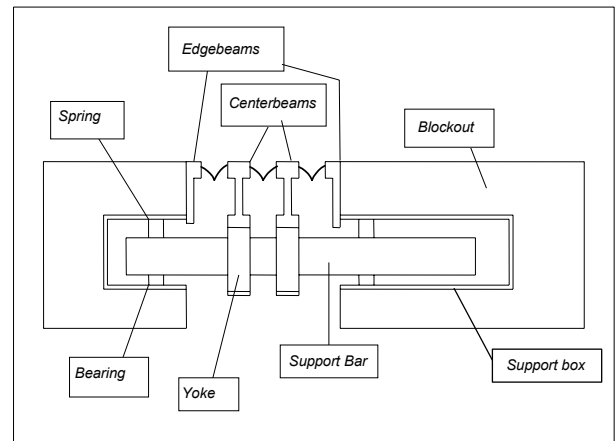 Edgebeams
Centerbeams
Spring
Blockout
Bearing
Yoke
Support Bar
Support box